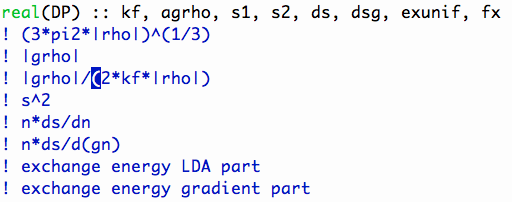 real(DP) :: kf, agrho, s1, s2, ds, dsg, exunif, fx
! (3*pi2*|rho|)^(1/3)
! |grho|
! |grho|/(2*kf*|rho|)
! s^2
! n*ds/dn
! n*ds/d(gn)
! exchange energy LDA part
! exchange energy gradient part